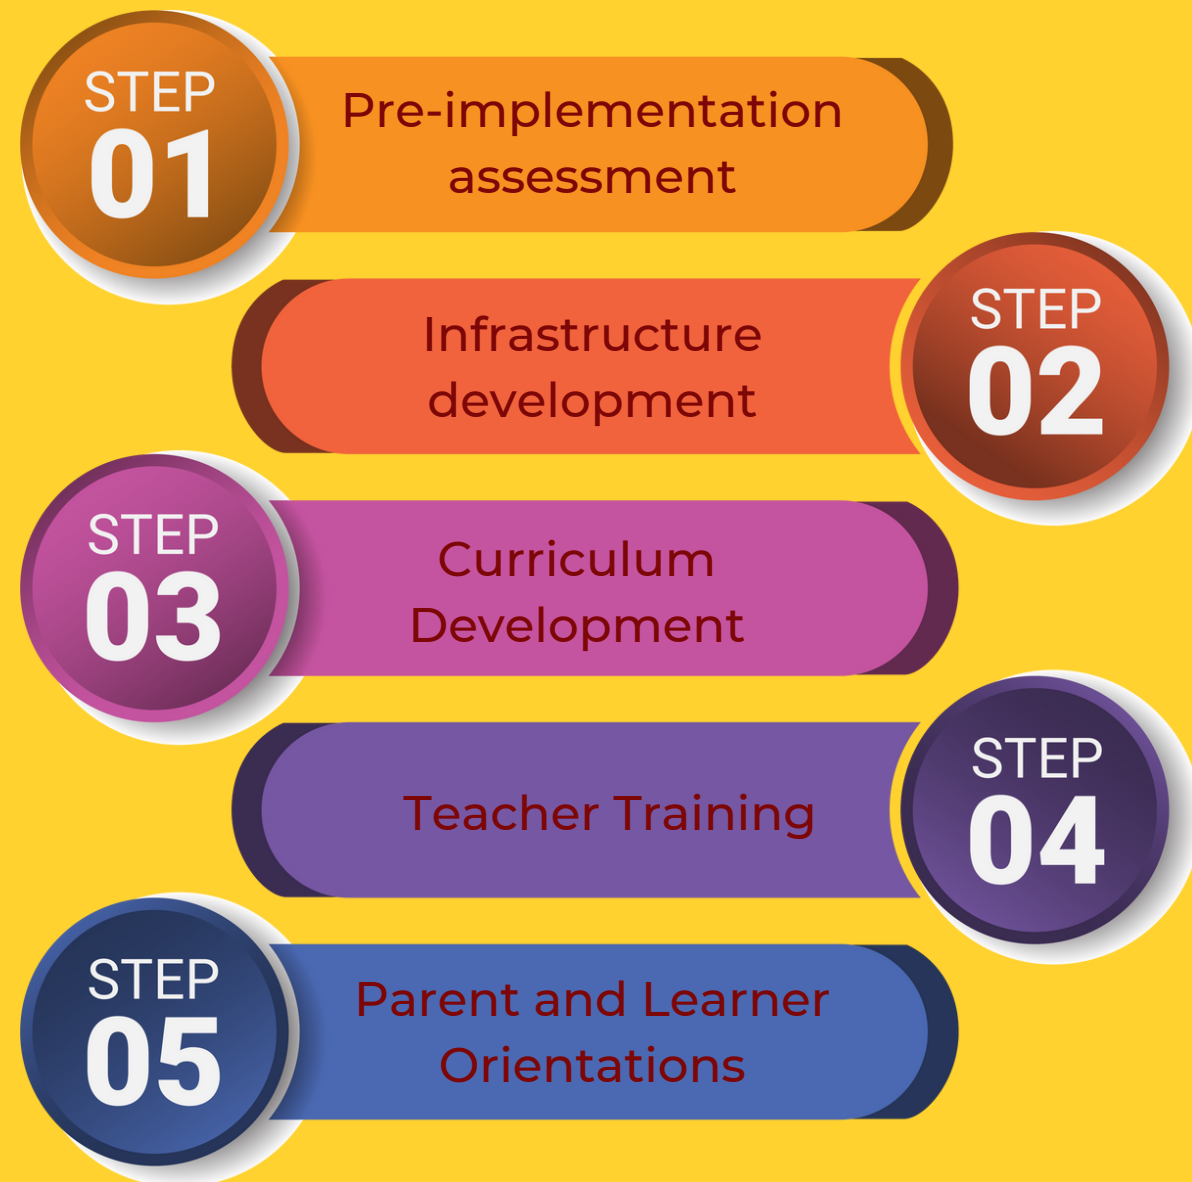 STEP
01
Pre-implementation
assessment
Infrastructure
development
STEP
02
STEP
03
Curriculum
Development
Teacher Training
STEP
04
STEP
05
Parent and Learner
Orientations